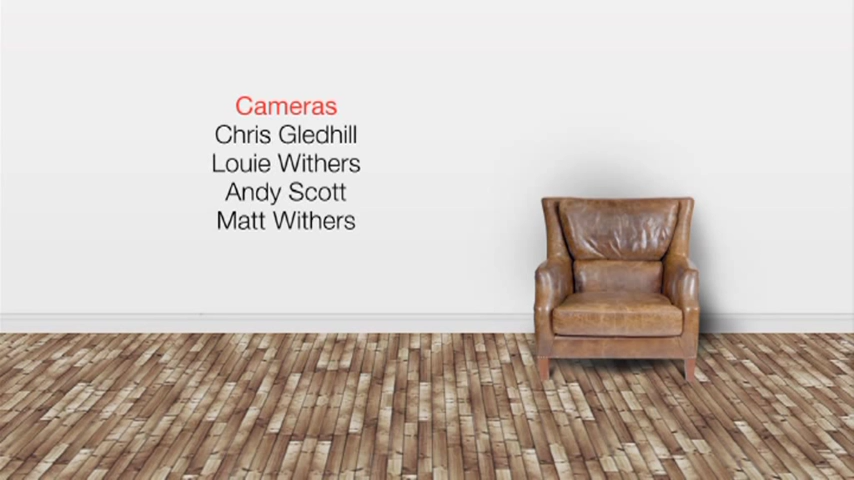 Cameras
Chris Gledhill
Louie Withers
Andy Scott
Matt Withers